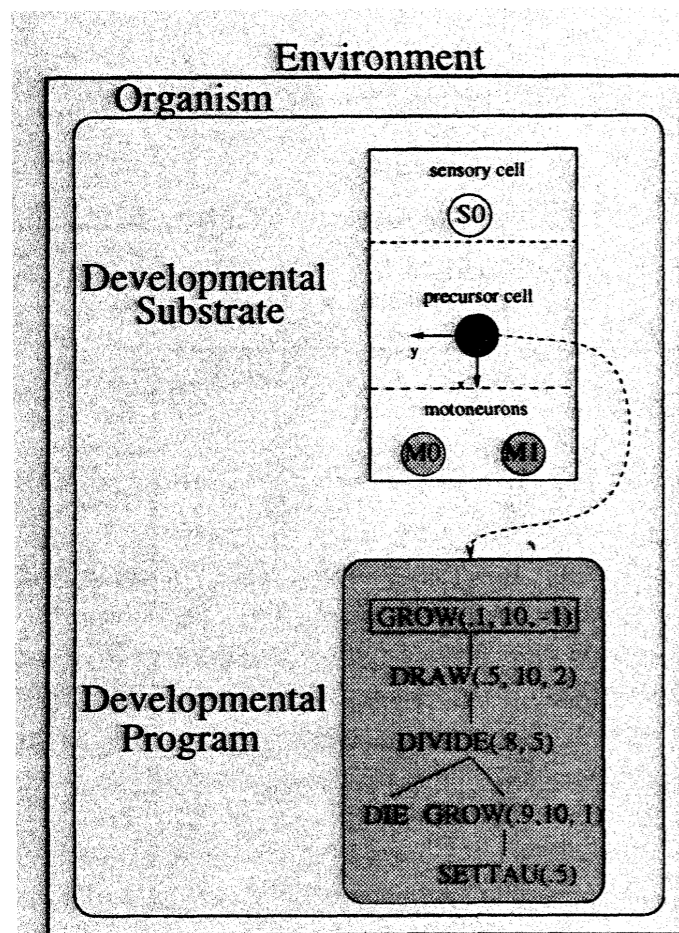 Environment
Organism
sensory cell
S0
Developmental
Substrate
precursor cell
y
x
motoneurons
M0 M1
GROW(.1, 10, -1)
DRAW(.5, 10, 2)
Developmental
Program
DIVIDE(.8, .5)
DIE GROW(.9,10, 1)
SETTAU(.5)